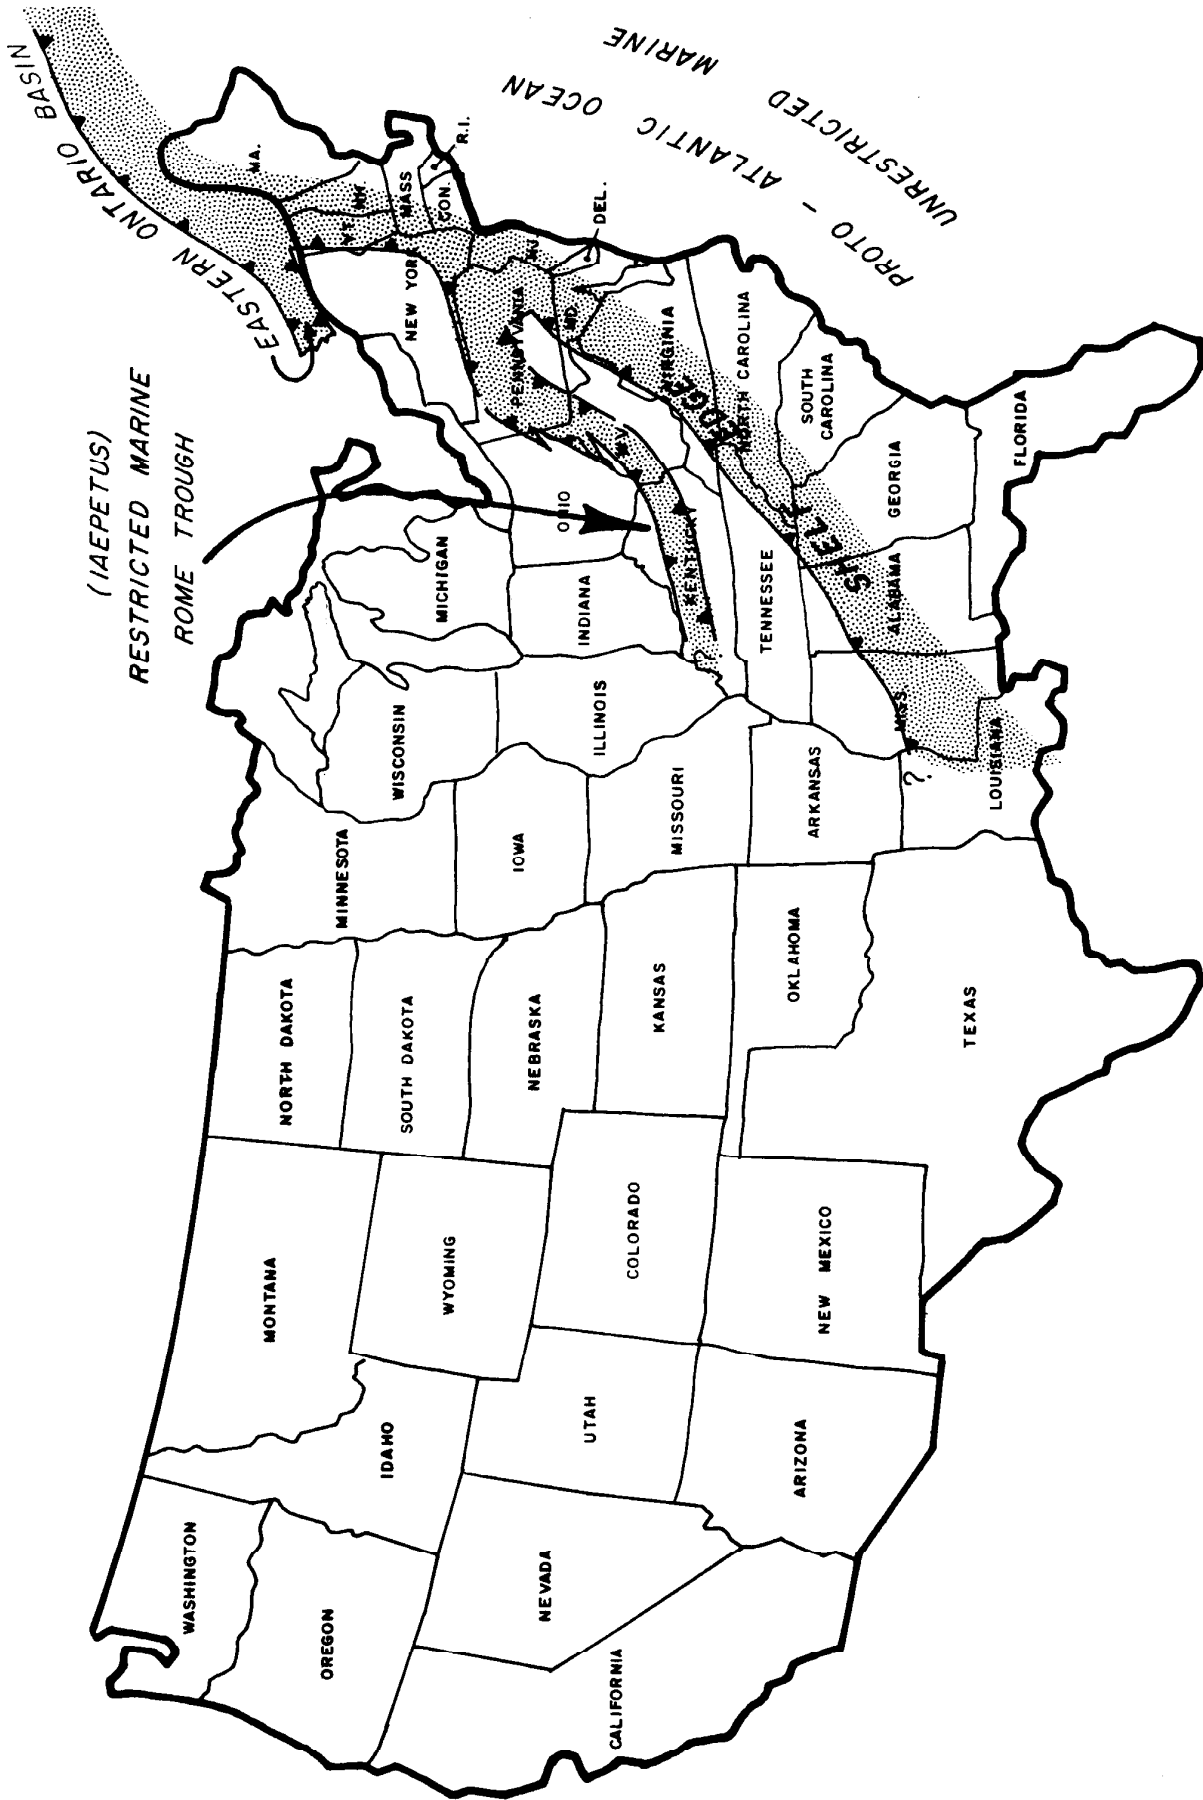 (IAEPETUS)
RESTRICTED MARINE
ROME TROUGH
EASTERN ONTARIO BASIN
PROTO - ATLANTIC OCEAN
UNRESTRICTED MARINE
SHELF EDGE
WASHINGTON
OREGON
CALIFORNIA
NEVADA
IDAHO
MONTANA
WYOMING
UTAH
ARIZONA
COLORADO
NEW MEXICO
NORTH DAKOTA
SOUTH DAKOTA
NEBRASKA
KANSAS
OKLAHOMA
TEXAS
MINNESOTA
IOWA
MISSOURI
ARKANSAS
LOUISIANA
?
WISCONSIN
ILLINOIS
MICHIGAN
INDIANA
OHIO
KENTUCKY
?
TENNESSEE
MISS.
ALABAMA
GEORGIA
FLORIDA
SOUTH
CAROLINA
NORTH CAROLINA
VIRGINIA
W.V.
MD.
DEL.
PENNSYLVANIA
N.J.
NEW YORK
CON.
R.I.
MASS
V.T.
NH.
MA.